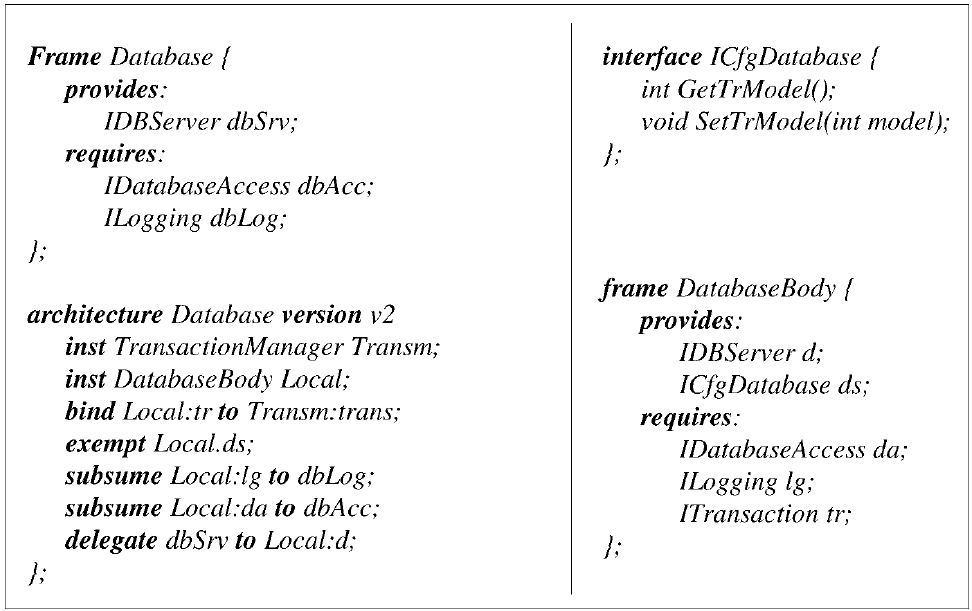 Frame Database {
provides:
IDBServer dbSrv;
requires:
IDatabaseAccess dbAcc;
ILogging dbLog;
};
architecture Database version v2
inst TransactionManager Transm;
inst DatabaseBody Local;
bind Local:tr to Transm:trans;
exempt Local.ds;
subsume Local:lg to dbLog;
subsume Local:da to dbAcc;
delegate dbSrv to Local:d;
};
interface ICfgDatabase {
int GetTrModel();
void SetTrModel(int model);
};
frame DatabaseBody {
provides:
IDBServer d;
ICfgDatabase ds;
requires:
IDatabaseAccess da;
ILogging lg;
ITransaction tr;
};